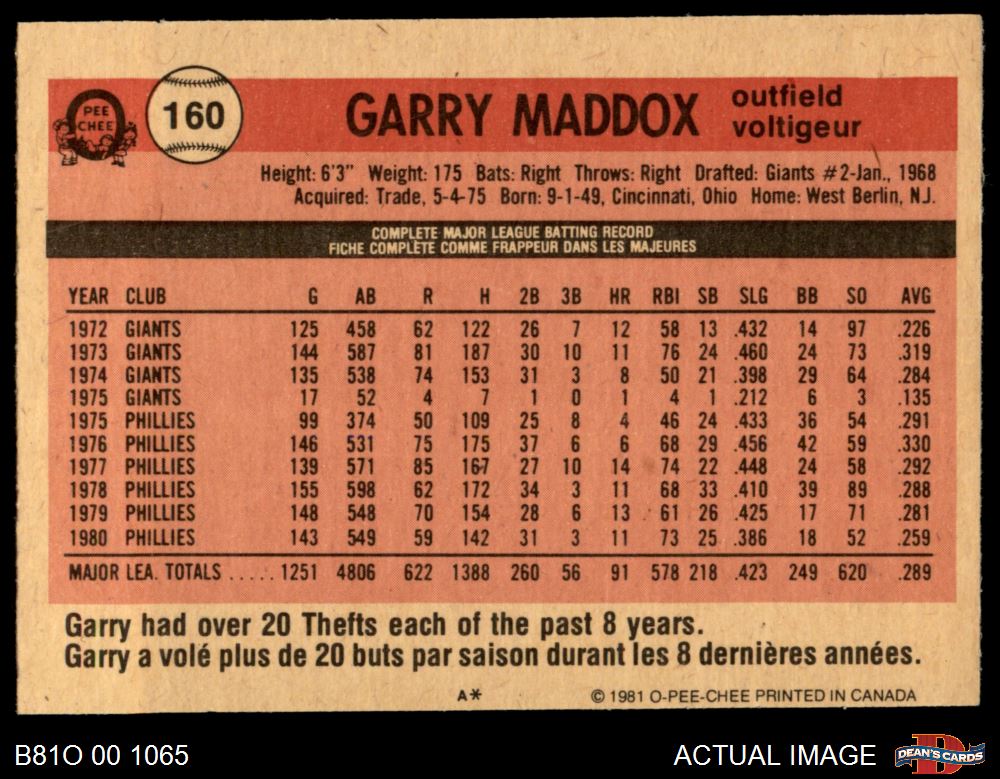 PEE
CHEE
160
GARRY MADDOX
outfield
voltigeur
Height: 6'3" Weight: 175 Bats: Right Throws: Right Drafted: Giants #2-Jan., 1968
Acquired: Trade, 5-4-75 Born: 9-1-49, Cincinnati, Ohio Home: West Berlin, N.J.
COMPLETE MAJOR LEAGUE BATTING RECORD
FICHE COMPLÈTE COMME FRAPPEUR DANS LES MAJEURES
YEAR CLUB G AB R H 2B 3B HR RBI SB SLG BB SO AVG
1972 GIANTS 125 458 62 122 26 7 12 58 13 .432 14 97 .226
1973 GIANTS 144 587 81 187 30 10 11 76 24 .460 24 73 .319
1974 GIANTS 135 538 74 153 31 3 8 50 21 .398 29 64 .284
1975 GIANTS 17 52 4 7 1 0 1 4 1 .212 6 3 .135
1975 PHILLIES 99 374 50 109 25 8 4 46 24 .433 36 54 .291
1976 PHILLIES 146 531 75 175 37 6 6 68 29 .456 42 59 .330
1977 PHILLIES 139 571 85 167 27 10 14 74 22 .448 24 58 .292
1978 PHILLIES 155 598 62 172 34 3 11 68 33 .410 39 89 .288
1979 PHILLIES 148 548 70 154 28 6 13 61 26 .425 17 71 .281
1980 PHILLIES 143 549 59 142 31 3 11 73 25 .386 18 52 .259
MAJOR LEA. TOTALS ..... 1251 4806 622 1388 260 56 91 578 218 .423 249 620 .289
Garry had over 20 Thefts each of the past 8 years.
Garry a volé plus de 20 buts par saison durant les 8 dernières années.
A* © 1981 O-PEE-CHEE PRINTED IN CANADA
B81O 00 1065 ACTUAL IMAGE DEAN'S CARDS